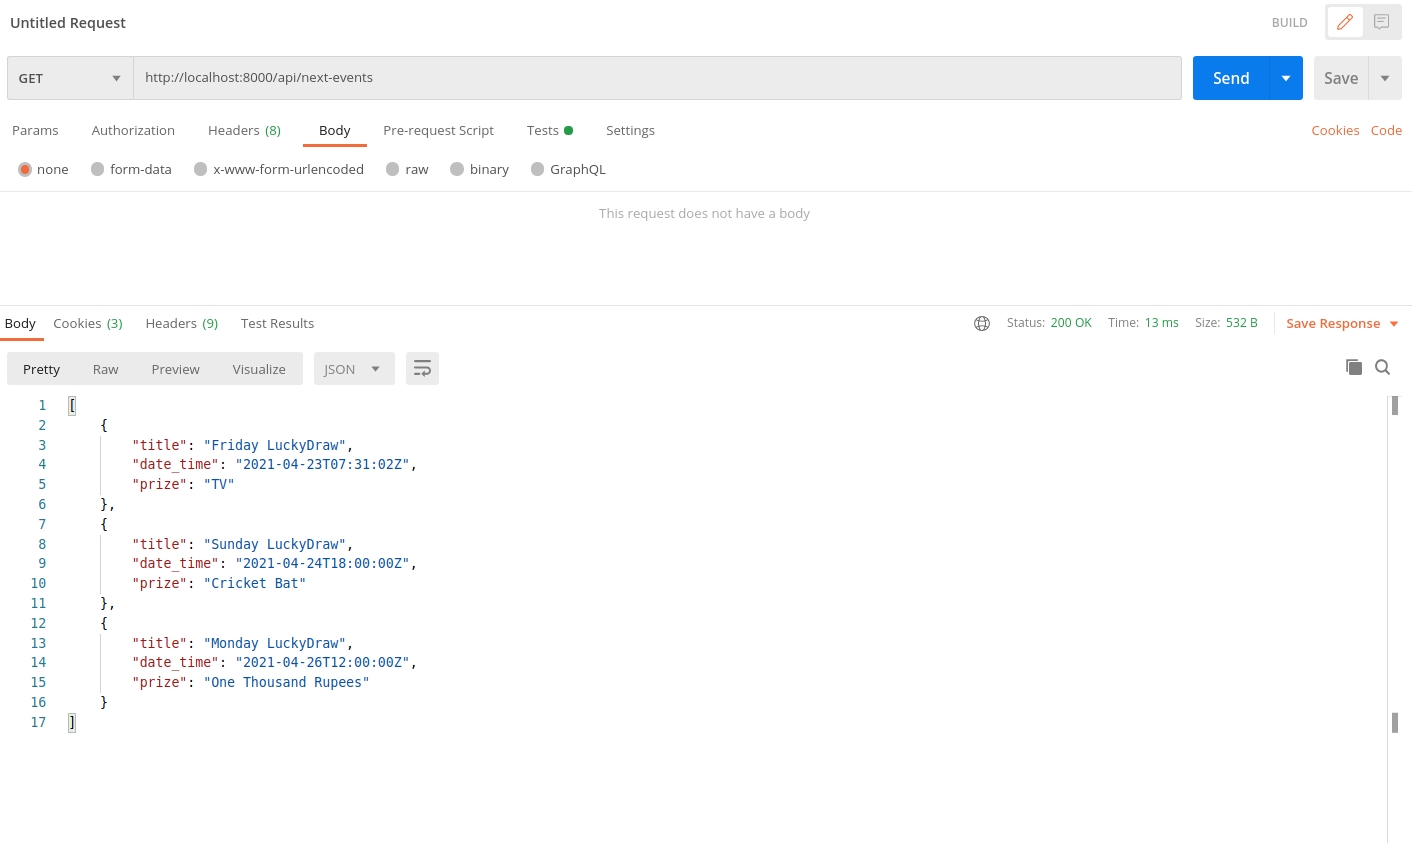 Untitled Request BUILD
GET http://localhost:8000/api/next-events Send Save
Params Authorization Headers (8) Body Pre-request Script Tests Settings Cookies Code
none form-data x-www-form-urlencoded raw binary GraphQL
This request does not have a body
Body Cookies (3) Headers (9) Test Results Status: 200 OK Time: 13 ms Size: 532 B Save Response
Pretty Raw Preview Visualize JSON
1 [
2 {
3 "title": "Friday LuckyDraw",
4 "date_time": "2021-04-23T07:31:02Z",
5 "prize": "TV"
6 },
7 {
8 "title": "Sunday LuckyDraw",
9 "date_time": "2021-04-24T18:00:00Z",
10 "prize": "Cricket Bat"
11 },
12 {
13 "title": "Monday LuckyDraw",
14 "date_time": "2021-04-26T12:00:00Z",
15 "prize": "One Thousand Rupees"
16 }
17 ]